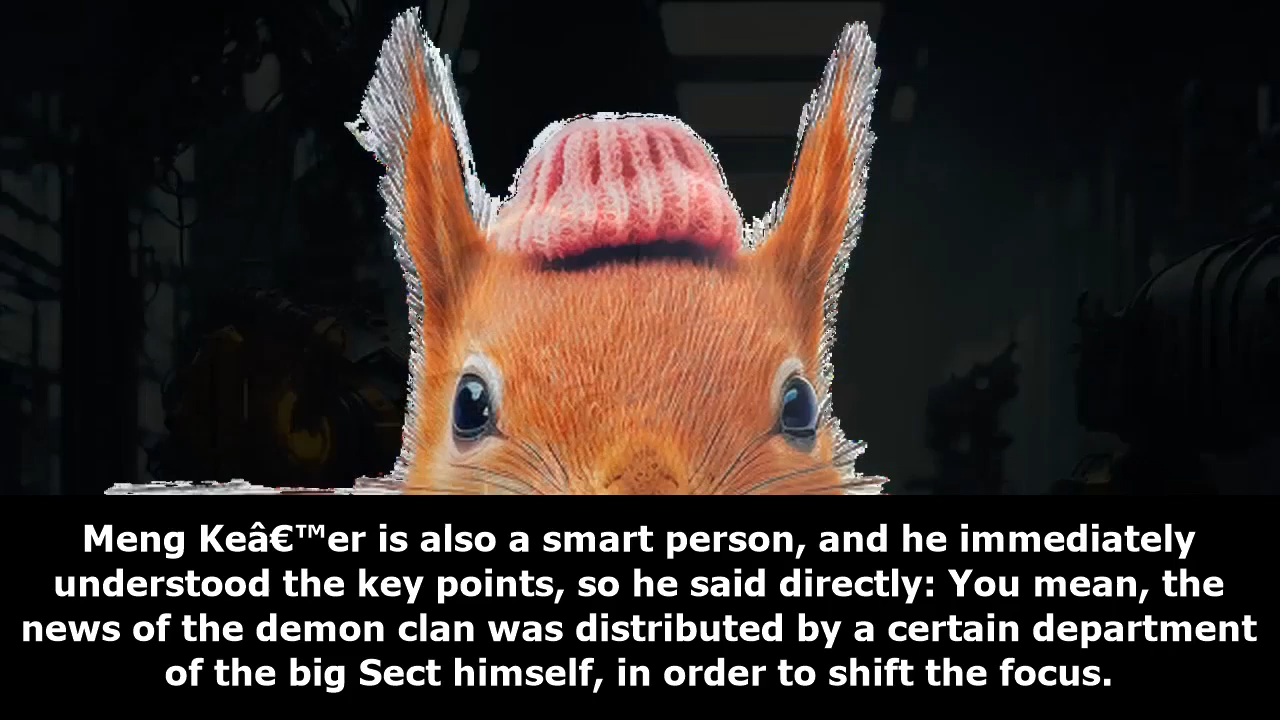 Meng Keâ€™er is also a smart person, and he immediately
understood the key points, so he said directly: You mean, the
news of the demon clan was distributed by a certain department
of the big Sect himself, in order to shift the focus.